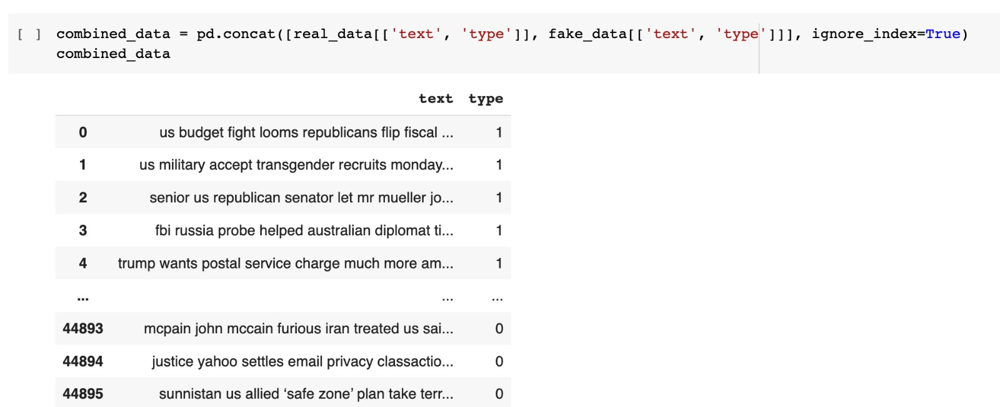 [ ] combined_data = pd.concat([real_data[['text', 'type']], fake_data[['text', 'type']]], ignore_index=True)
combined_data
text type
0 us budget fight looms republicans flip fiscal ... 1
1 us military accept transgender recruits monday... 1
2 senior us republican senator let mr mueller jo... 1
3 fbi russia probe helped australian diplomat ti... 1
4 trump wants postal service charge much more am... 1
... ... ...
44893 mcpain john mccain furious iran treated us sai... 0
44894 justice yahoo settles email privacy classactio... 0
44895 sunnistan us allied ‘safe zone’ plan take terr... 0